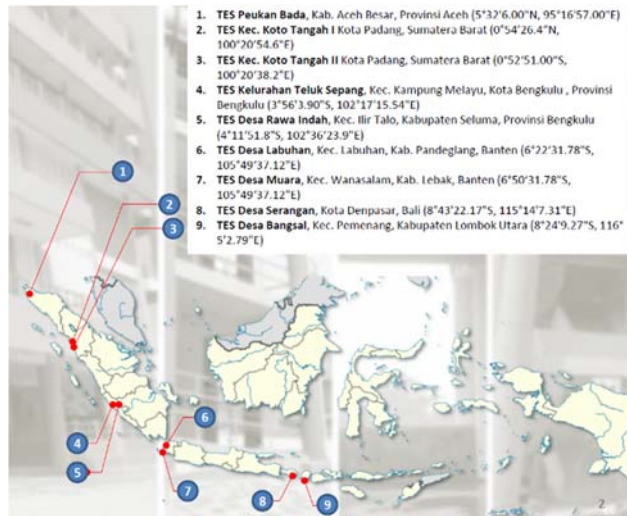 1. TES Peukan Bada, Kab. Aceh Besar, Provinsi Aceh (5°32'6.00"N, 95°16'57.00"E)
2. TES Kec. Koto Tangah I Kota Padang, Sumatera Barat (0°54'26.4"N,
100°20'54.6"E)
3. TES Kec. Koto Tangah II Kota Padang, Sumatera Barat (0°52'51.00"S,
100°20'38.2"E)
4. TES Kelurahan Teluk Sepang, Kec. Kampung Melayu, Kota Bengkulu , Provinsi
Bengkulu (3°56'3.90"S, 102°17'15.54"E)
5. TES Desa Rawa Indah, Kec. Ilir Talo, Kabupaten Seluma, Provinsi Bengkulu
(4°11'51.8"S, 102°36'23.9"E)
6. TES Desa Labuhan, Kec. Labuhan, Kab. Pandeglang, Banten (6°22'31.78"S,
105°49'37.12"E)
7. TES Desa Muara, Kec. Wanasalam, Kab. Lebak, Banten (6°50'31.78"S,
105°49'37.12"E)
8. TES Desa Serangan, Kota Denpasar, Bali (8°43'22.17"S, 115°14'7.31"E)
9. TES Desa Bangsal, Kec. Pemenang, Kabupaten Lombok Utara (8°24'9.27"S, 116°
5'2.79"E)
1
2
3
4
5
6
7
8
9
2